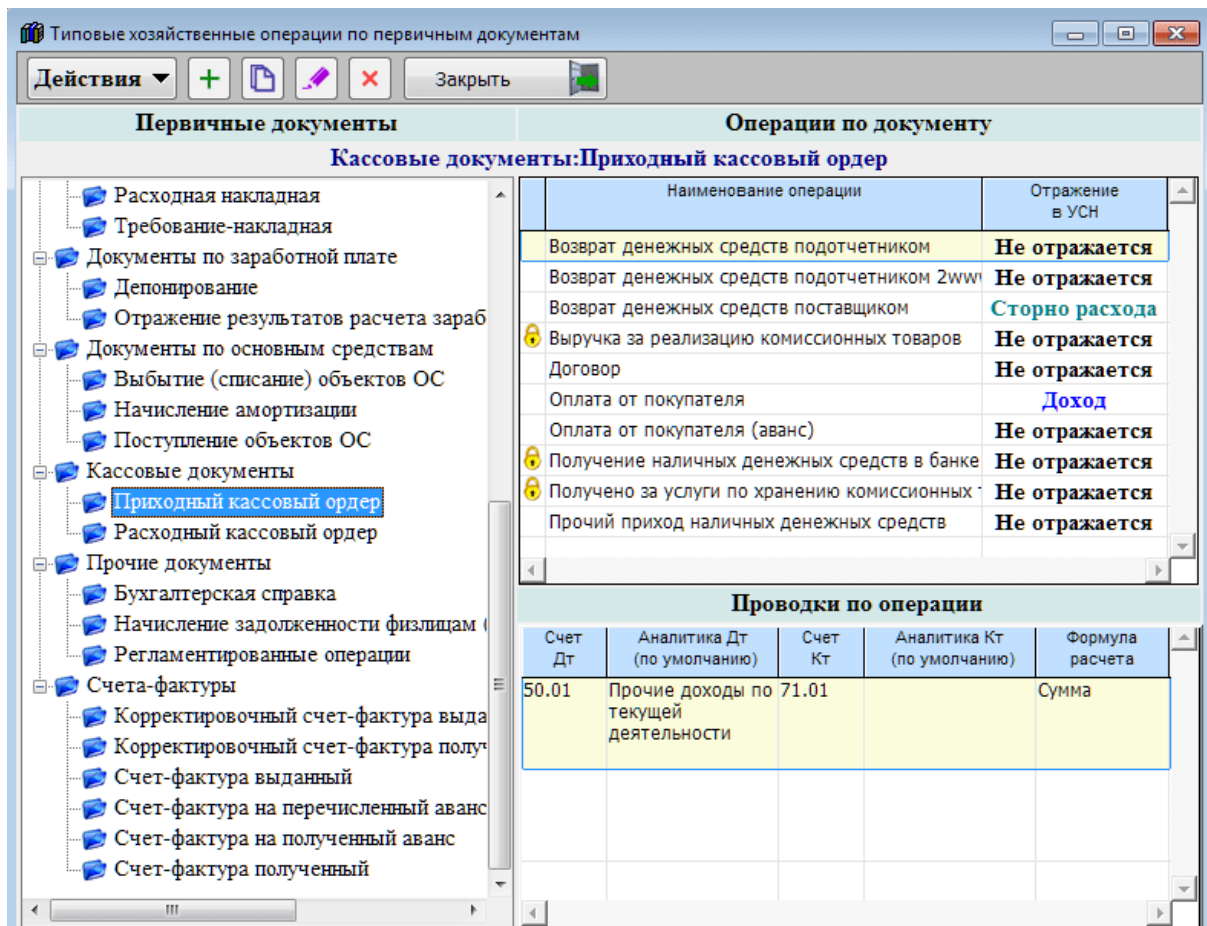 Типовые хозяйственные операции по первичным документам
Действия
Закрыть
Первичные документы
Операции по документу
Кассовые документы:Приходный кассовый ордер
Расходная накладная
Требование-накладная
Документы по заработной плате
Депонирование
Отражение результатов расчета зараб
Документы по основным средствам
Выбытие (списание) объектов ОС
Начисление амортизации
Поступление объектов ОС
Кассовые документы
Приходный кассовый ордер
Расходный кассовый ордер
Прочие документы
Бухгалтерская справка
Начисление задолженности физлицам (
Регламентированные операции
Счета-фактуры
Корректировочный счет-фактура выда
Корректировочный счет-фактура получ
Счет-фактура выданный
Счет-фактура на перечисленный аванс
Счет-фактура на полученный аванс
Счет-фактура полученный
Наименование операции
Отражение
в УСН
Возврат денежных средств подотчетником Не отражается
Возврат денежных средств подотчетником 2www Не отражается
Возврат денежных средств поставщиком Сторно расхода
Выручка за реализацию комиссионных товаров Не отражается
Договор Не отражается
Оплата от покупателя Доход
Оплата от покупателя (аванс) Не отражается
Получение наличных денежных средств в банке Не отражается
Получено за услуги по хранению комиссионных т Не отражается
Прочий приход наличных денежных средств Не отражается
Проводки по операции
Счет Аналитика Дт Счет Аналитика Кт Формула
Дт (по умолчанию) Кт (по умолчанию) расчета
50.01 Прочие доходы по 71.01 Сумма
текущей
деятельности